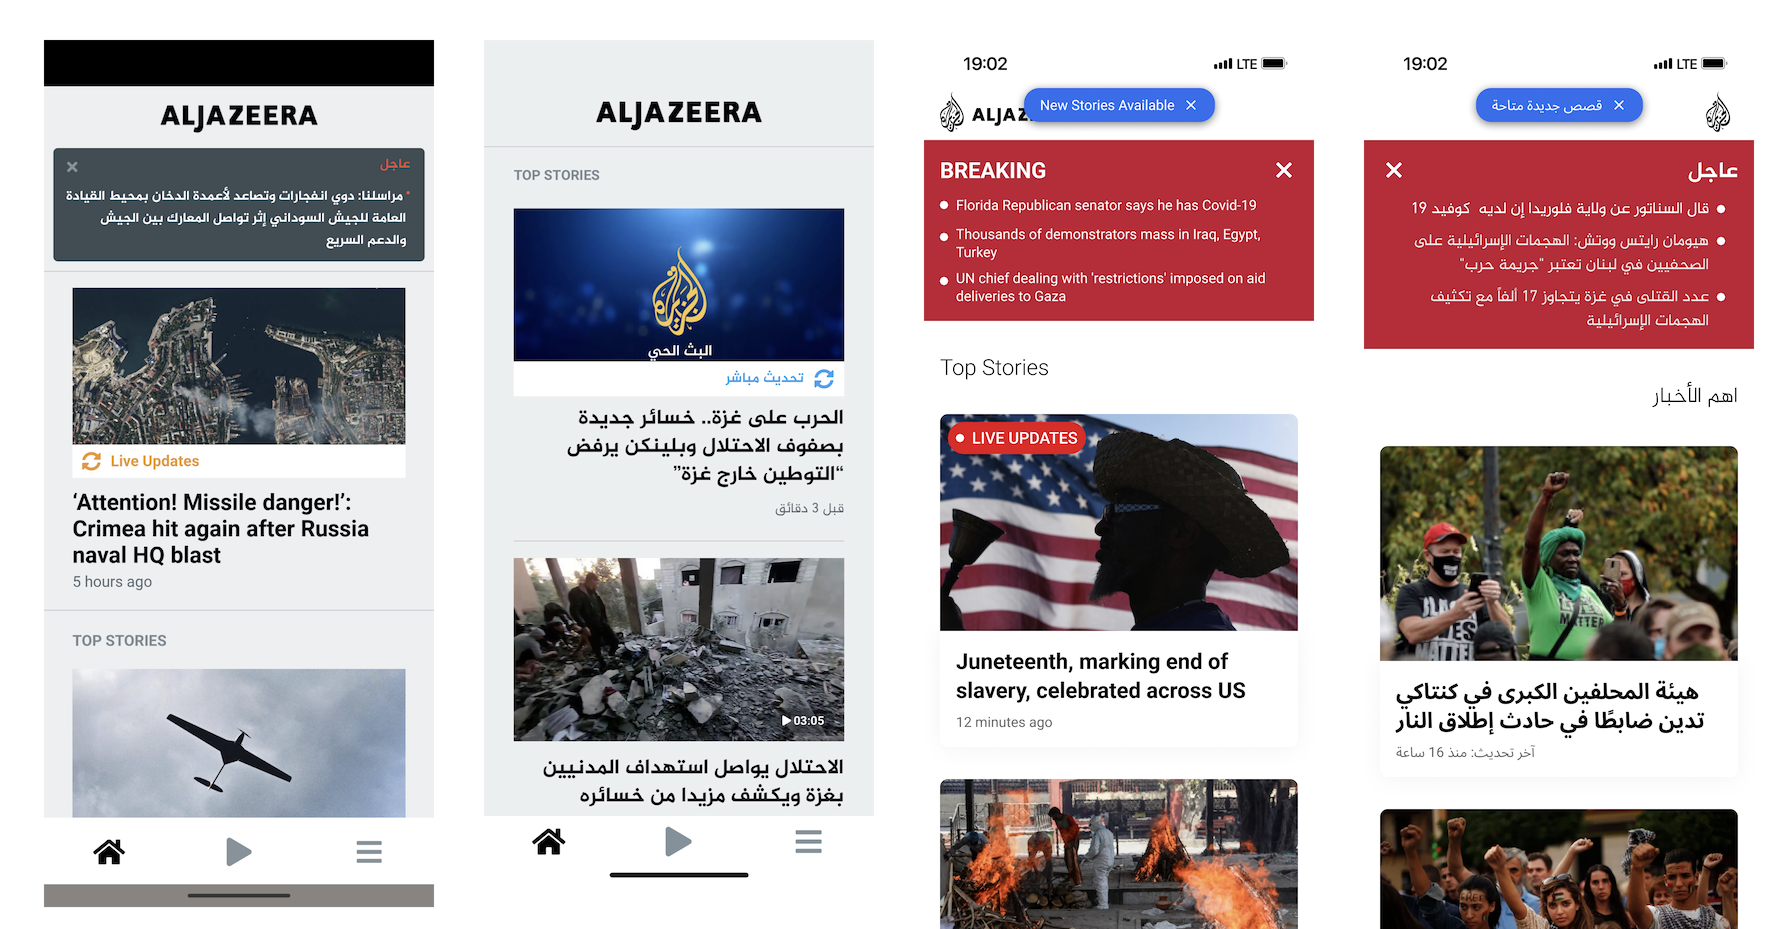 ALJAZEERA
عاجل
* مراسلنا: دوي انفجارات وتصاعد لأعمدة الدخان بمحيط القيادة
العامة للجيش السوداني إثر تواصل المعارك بين الجيش
والدعم السريع
Live Updates
‘Attention! Missile danger!’:
Crimea hit again after Russia
naval HQ blast
5 hours ago
TOP STORIES
ALJAZEERA
TOP STORIES
الجزيرة
البث الحي
تحديث مباشر
الحرب على غزة.. خسائر جديدة
بصفوف الاحتلال وبلينكن يرفض
“التوطين خارج غزة”
قبل 3 دقائق
03:05
الاحتلال يواصل استهداف المدنيين
بغزة ويكشف مزيدا من خسائره
19:02
LTE
New Stories Available
ALJAZ
BREAKING
Florida Republican senator says he has Covid-19
Thousands of demonstrators mass in Iraq, Egypt,
Turkey
UN chief dealing with 'restrictions' imposed on aid
deliveries to Gaza
Top Stories
LIVE UPDATES
Juneteenth, marking end of
slavery, celebrated across US
12 minutes ago
19:02
LTE
قصص جديدة متاحة
عاجل
قال السناتور عن ولاية فلوريدا إن لديه كوفيد 19
هيومان رايتس ووتش: الهجمات الإسرائيلية على
الصحفيين في لبنان تعتبر "جريمة حرب"
عدد القتلى في غزة يتجاوز 17 ألفاً مع تكثيف
الهجمات الإسرائيلية
اهم الأخبار
BLACK
LIVES
MATTER
MATTER
هيئة المحلفين الكبرى في كنتاكي
تدين ضابطًا في حادث إطلاق النار
آخر تحديث: منذ 16 ساعة